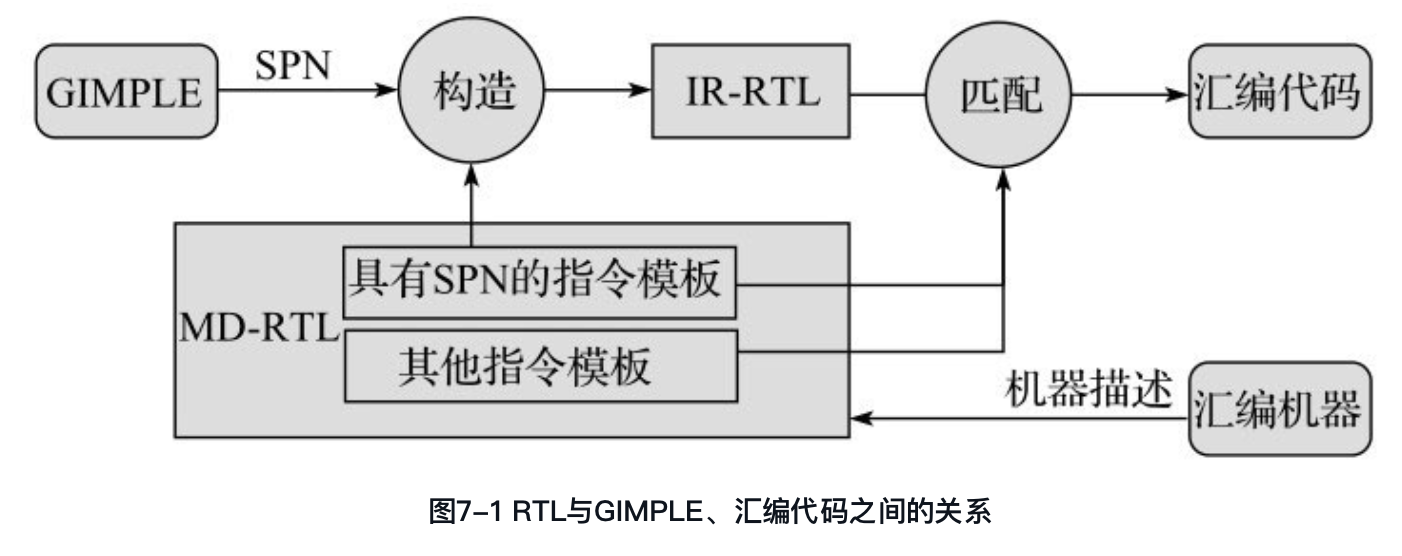 GIMPLE
SPN
构造
IR-RTL
匹配
汇编代码
MD-RTL
具有SPN的指令模板
其他指令模板
机器描述
汇编机器
图7–1 RTL与GIMPLE、汇编代码之间的关系